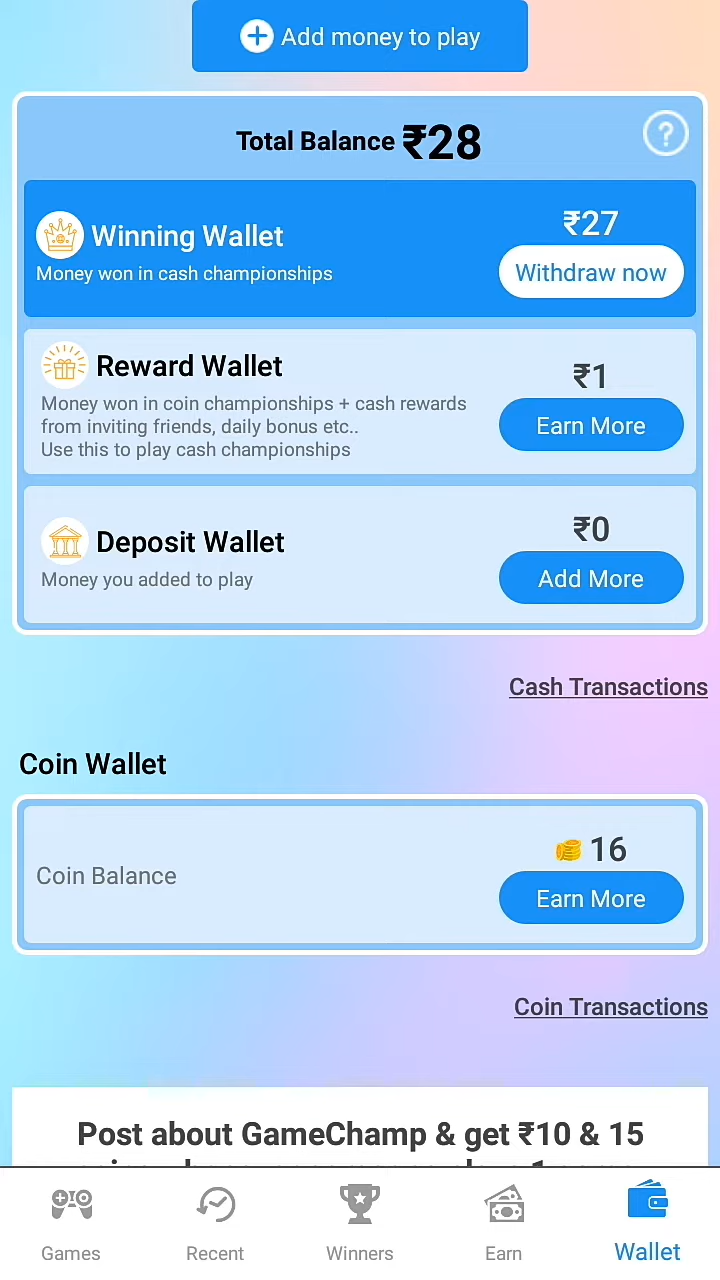 Add money to play
Total Balance ₹28
?
Winning Wallet
₹27
Money won in cash championships
Withdraw now
Reward Wallet
₹1
Money won in coin championships + cash rewards
from inviting friends, daily bonus etc..
Use this to play cash championships
Earn More
Deposit Wallet
₹0
Money you added to play
Add More
Cash Transactions
Coin Wallet
Coin Balance
16
Earn More
Coin Transactions
Post about GameChamp & get ₹10 & 15
Games
Recent
Winners
Earn
Wallet